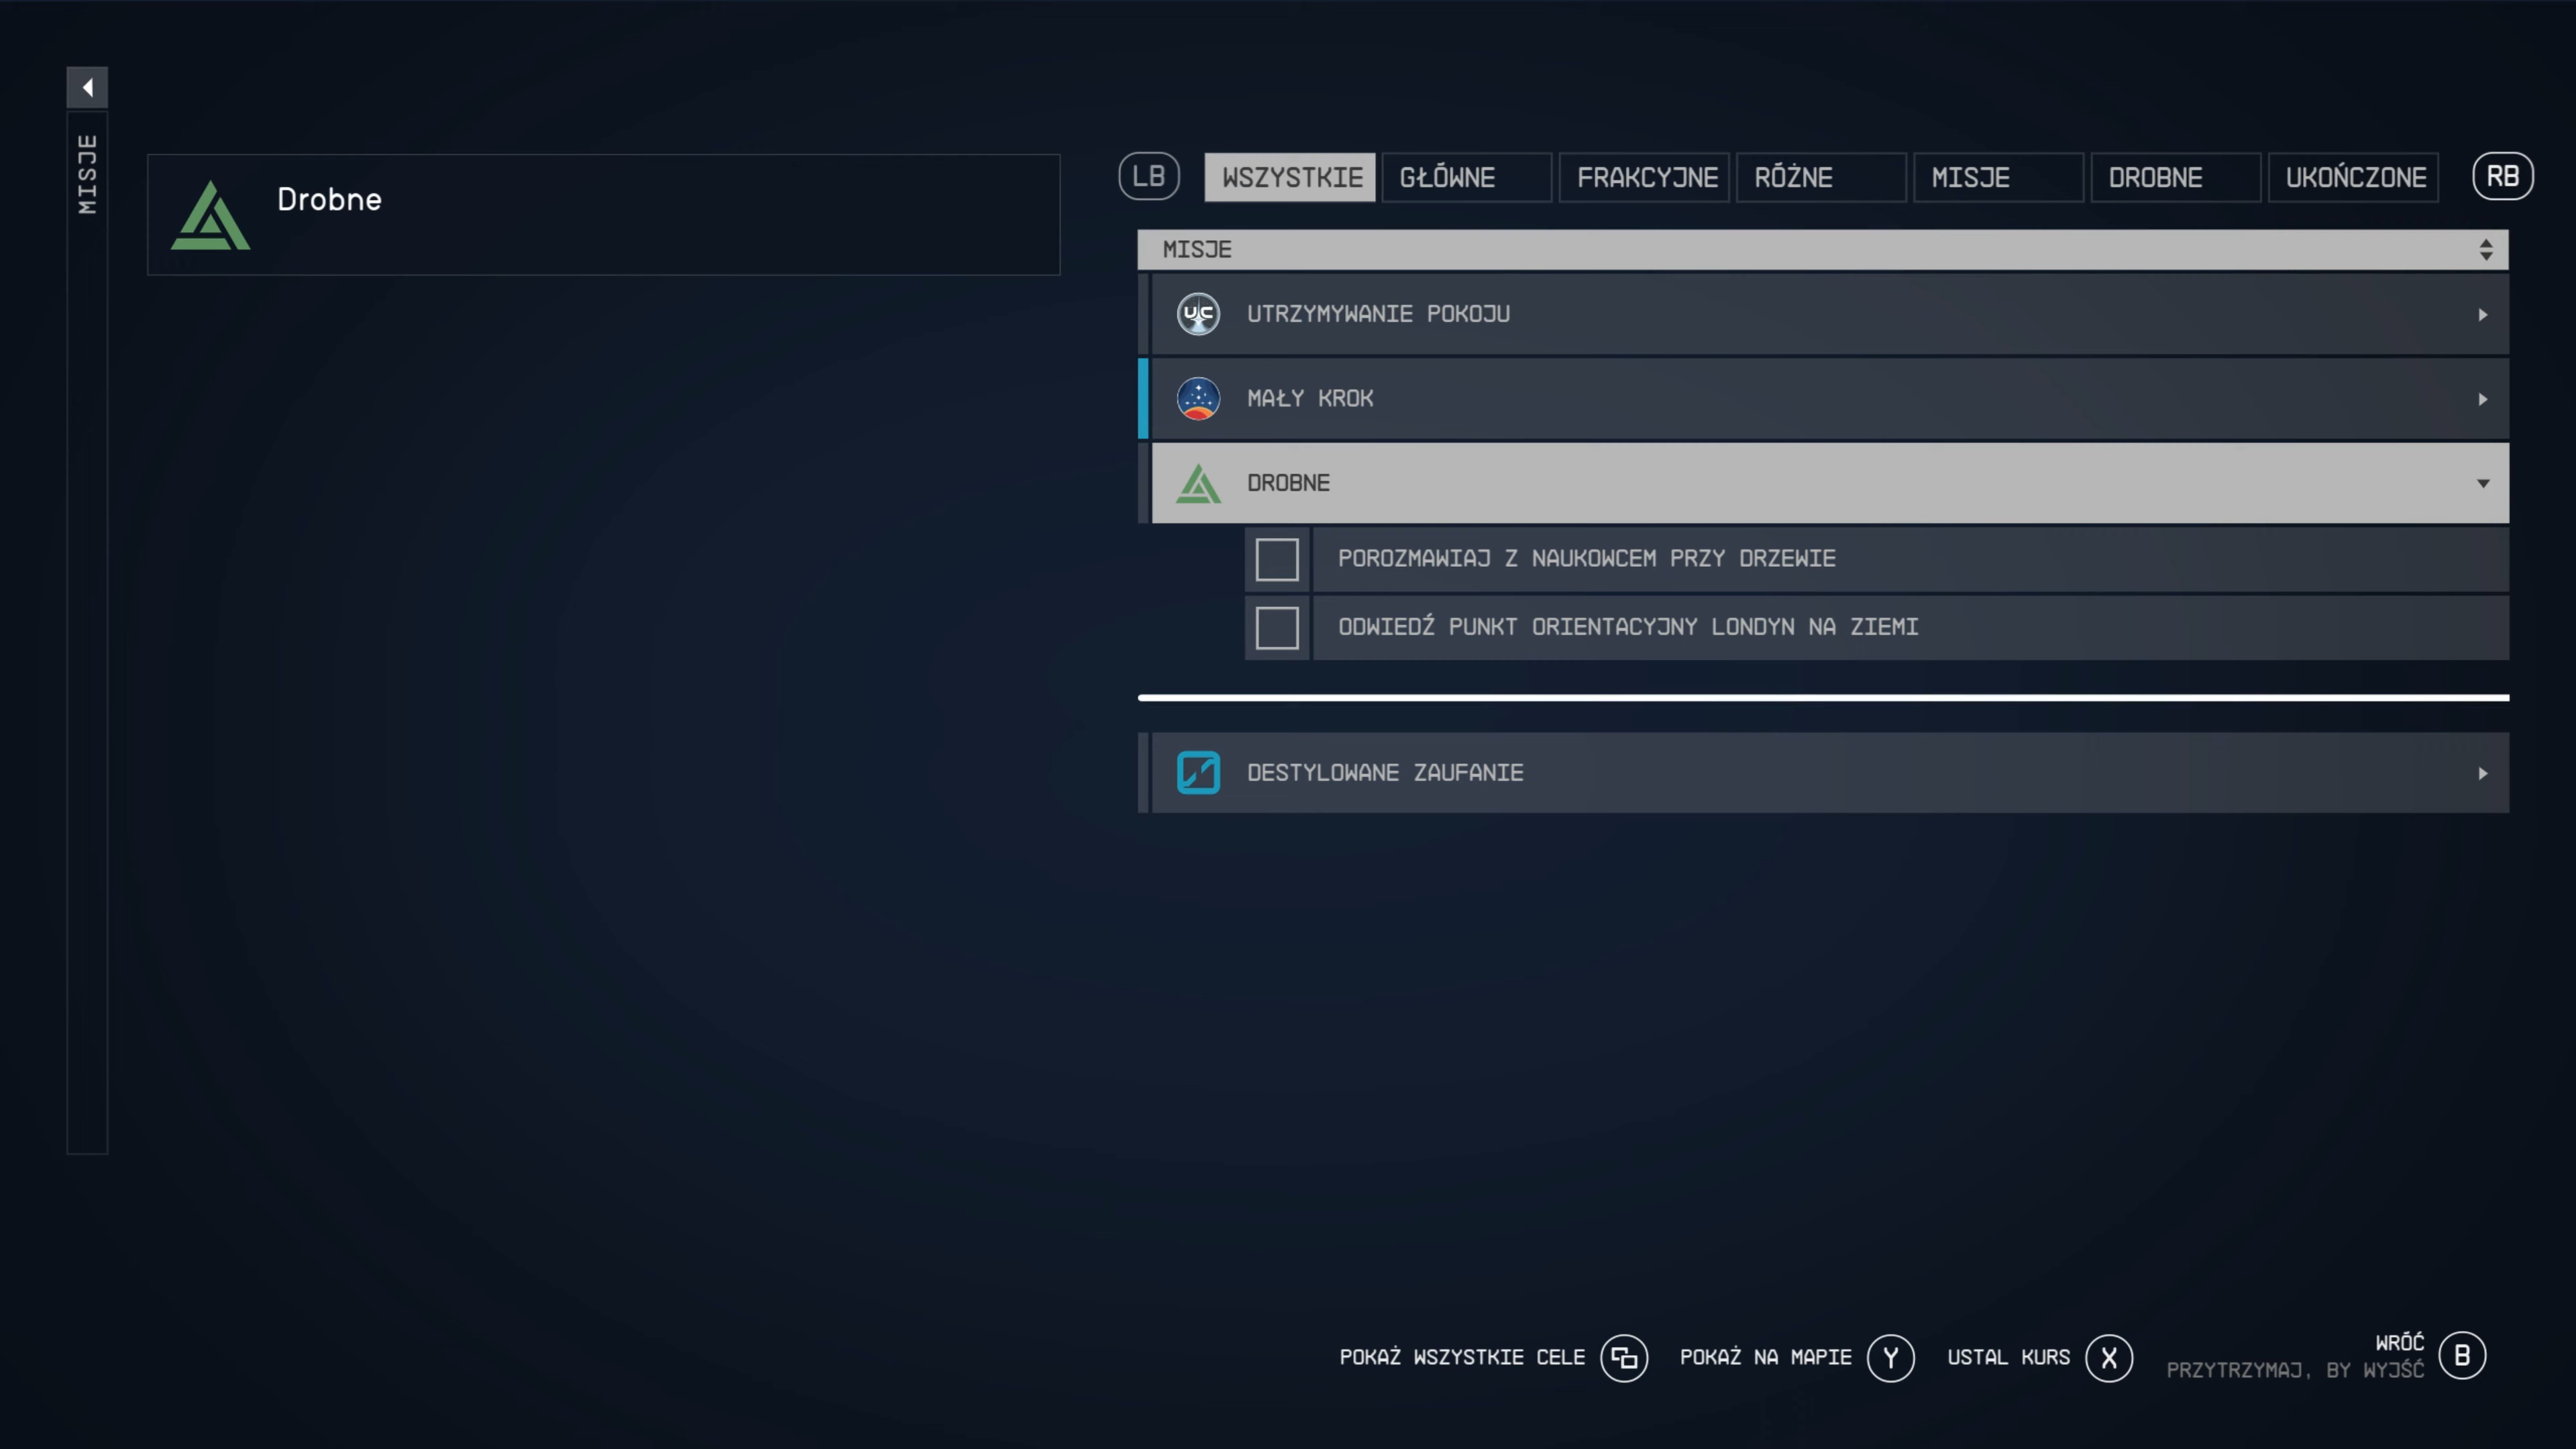 MISJE
Drobne
LB
WSZYSTKIE
GŁÓWNE
FRAKCYJNE
RÓŻNE
MISJE
DROBNE
UKOŃCZONE
RB
MISJE
UC
UTRZYMYWANIE POKOJU
MAŁY KROK
DROBNE
POROZMAWIAJ Z NAUKOWCEM PRZY DRZEWIE
ODWIEDŹ PUNKT ORIENTACYJNY LONDYN NA ZIEMI
DESTYLOWANE ZAUFANIE
POKAŻ WSZYSTKIE CELE
POKAŻ NA MAPIE Y
USTAL KURS X
WRÓĆ B
PRZYTRZYMAJ, BY WYJŚĆ